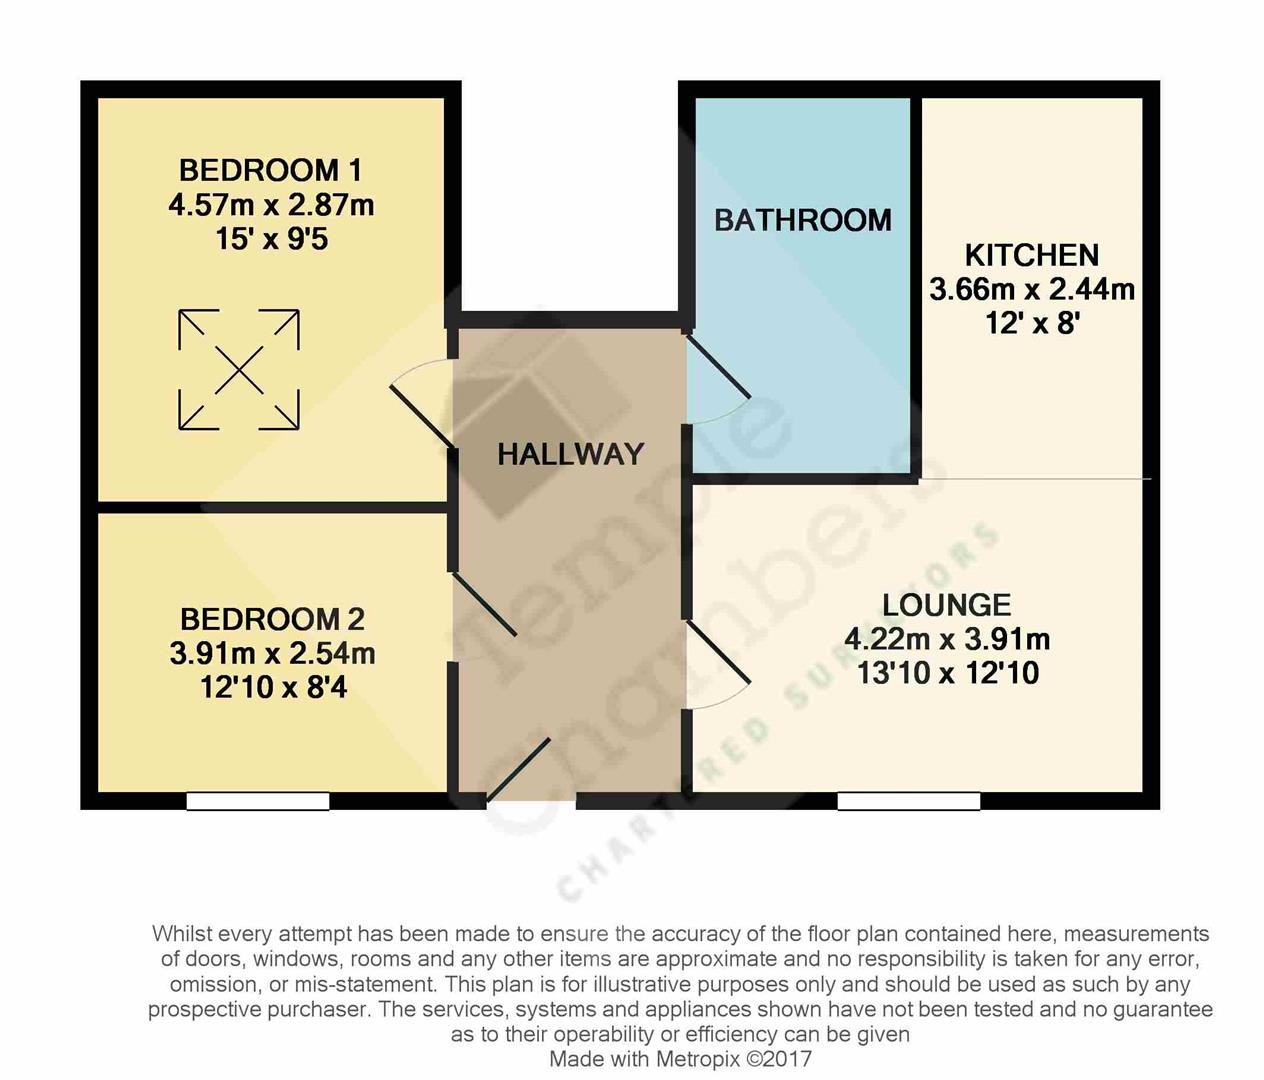 BEDROOM 1
4.57m x 2.87m
15' x 9'5
BATHROOM
KITCHEN
3.66m x 2.44m
12' x 8'
HALLWAY
BEDROOM 2
3.91m x 2.54m
12'10 x 8'4
LOUNGE
4.22m x 3.91m
13'10 x 12'10
Temple
Chambers
CHARTERED SURVEYORS
Whilst every attempt has been made to ensure the accuracy of the floor plan contained here, measurements
of doors, windows, rooms and any other items are approximate and no responsibility is taken for any error,
omission, or mis-statement. This plan is for illustrative purposes only and should be used as such by any
prospective purchaser. The services, systems and appliances shown have not been tested and no guarantee
as to their operability or efficiency can be given
Made with Metropix ©2017